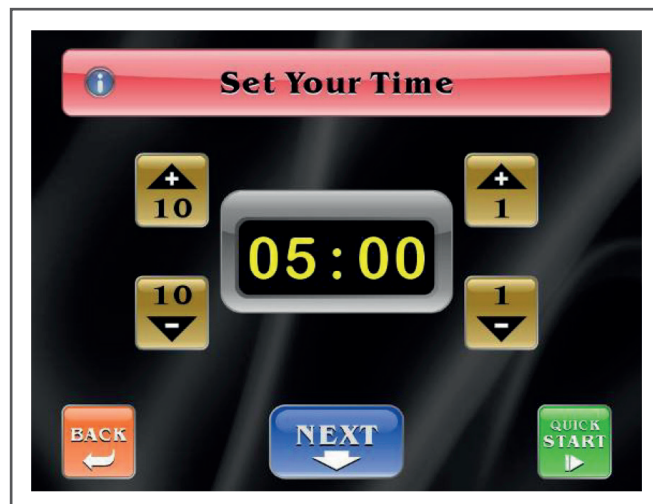 Set Your Time
+ +
10 1
05:00
10 1
- -
BACK
NEXT
QUICK
START